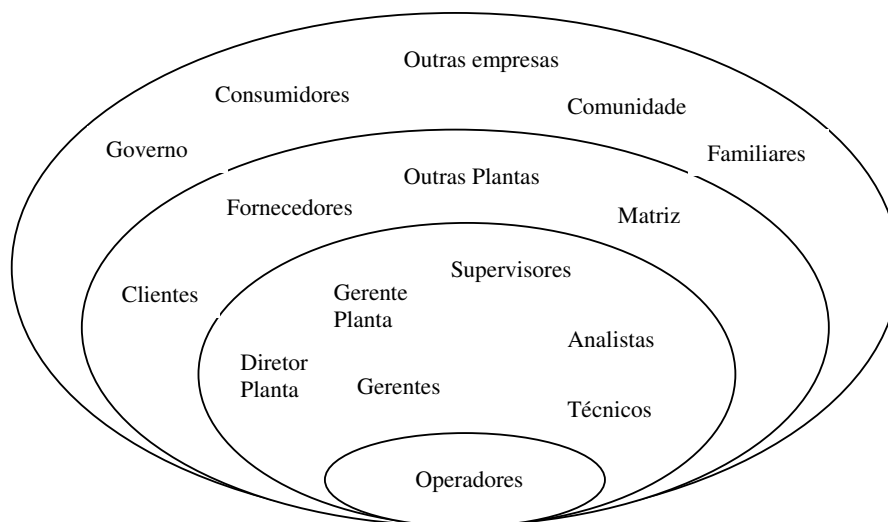 Outras empresas
Consumidores
Comunidade
Governo
Familiares
Outras Plantas
Fornecedores
Matriz
Clientes
Supervisores
Gerente
Planta
Analistas
Diretor
Planta
Gerentes
Técnicos
Operadores